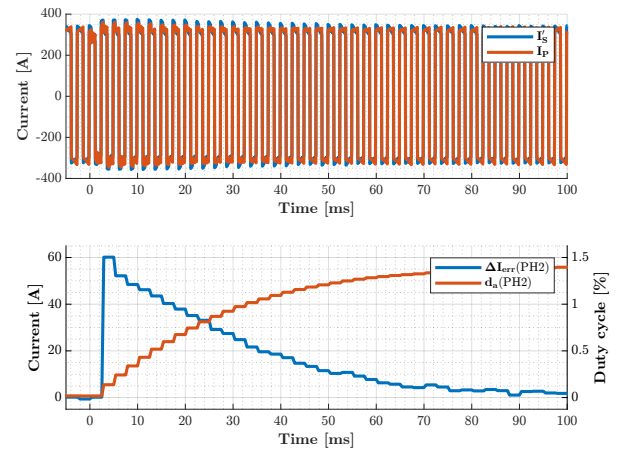 400
200
0
-200
-400
Current [A]
I'S
IP
0 10 20 30 40 50 60 70 80 90 100
Time [ms]
60
40
20
0
Current [A]
ΔIerr(PH2)
da(PH2)
1.5
1
0.5
0
Duty cycle [%]
0 10 20 30 40 50 60 70 80 90 100
Time [ms]